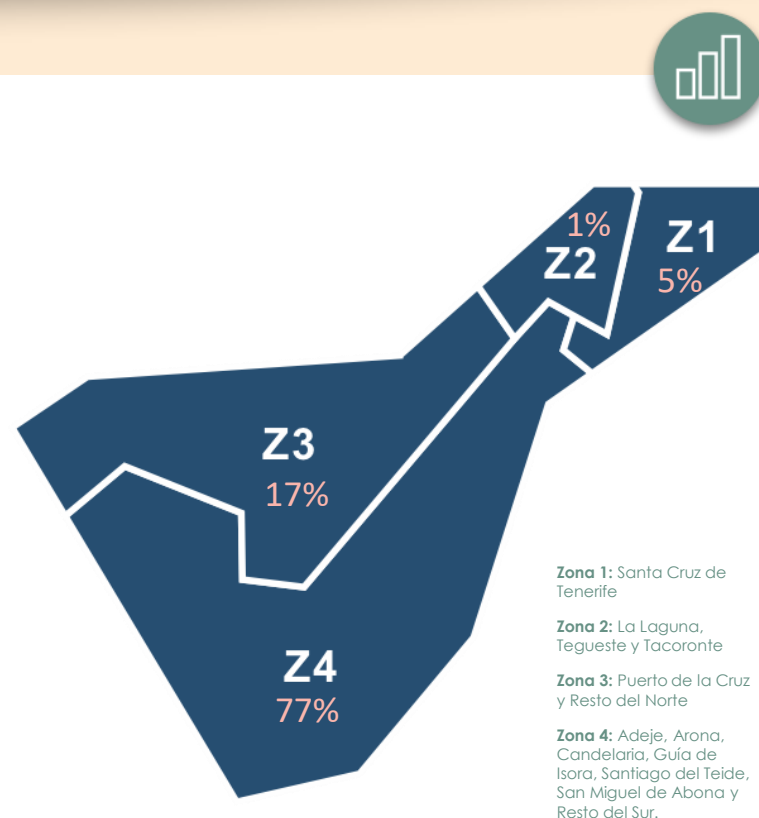 1%
Z2
Z1
5%
Z3
17%
Z4
77%
Zona 1: Santa Cruz de
Tenerife
Zona 2: La Laguna,
Tegueste y Tacoronte
Zona 3: Puerto de la Cruz
y Resto del Norte
Zona 4: Adeje, Arona,
Candelaria, Guía de
Isora, Santiago del Teide,
San Miguel de Abona y
Resto del Sur.